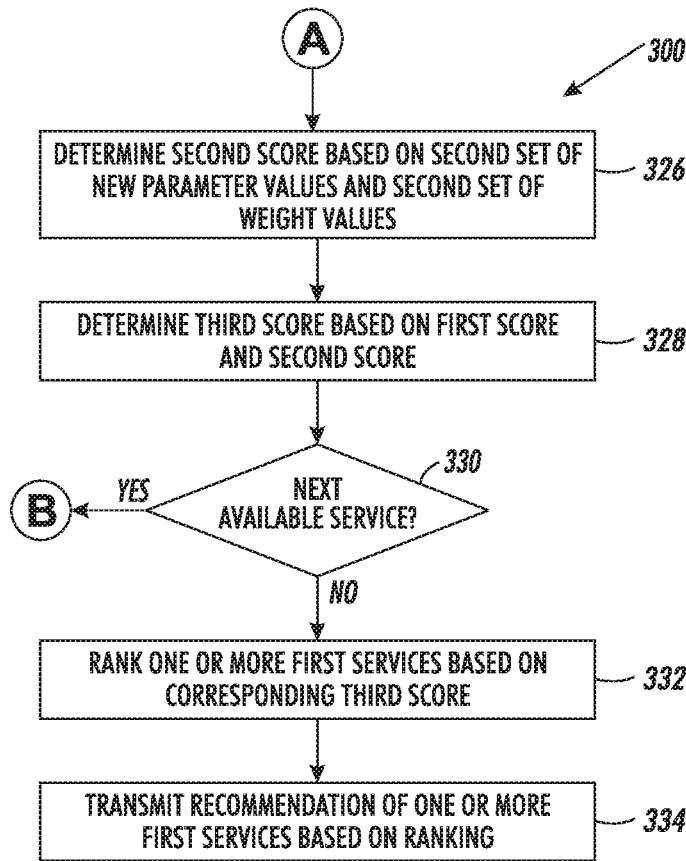 A
300
DETERMINE SECOND SCORE BASED ON SECOND SET OF
NEW PARAMETER VALUES AND SECOND SET OF
WEIGHT VALUES
326
DETERMINE THIRD SCORE BASED ON FIRST SCORE
AND SECOND SCORE
328
330
B
YES
NEXT
AVAILABLE SERVICE?
NO
RANK ONE OR MORE FIRST SERVICES BASED ON
CORRESPONDING THIRD SCORE
332
TRANSMIT RECOMMENDATION OF ONE OR MORE
FIRST SERVICES BASED ON RANKING
334